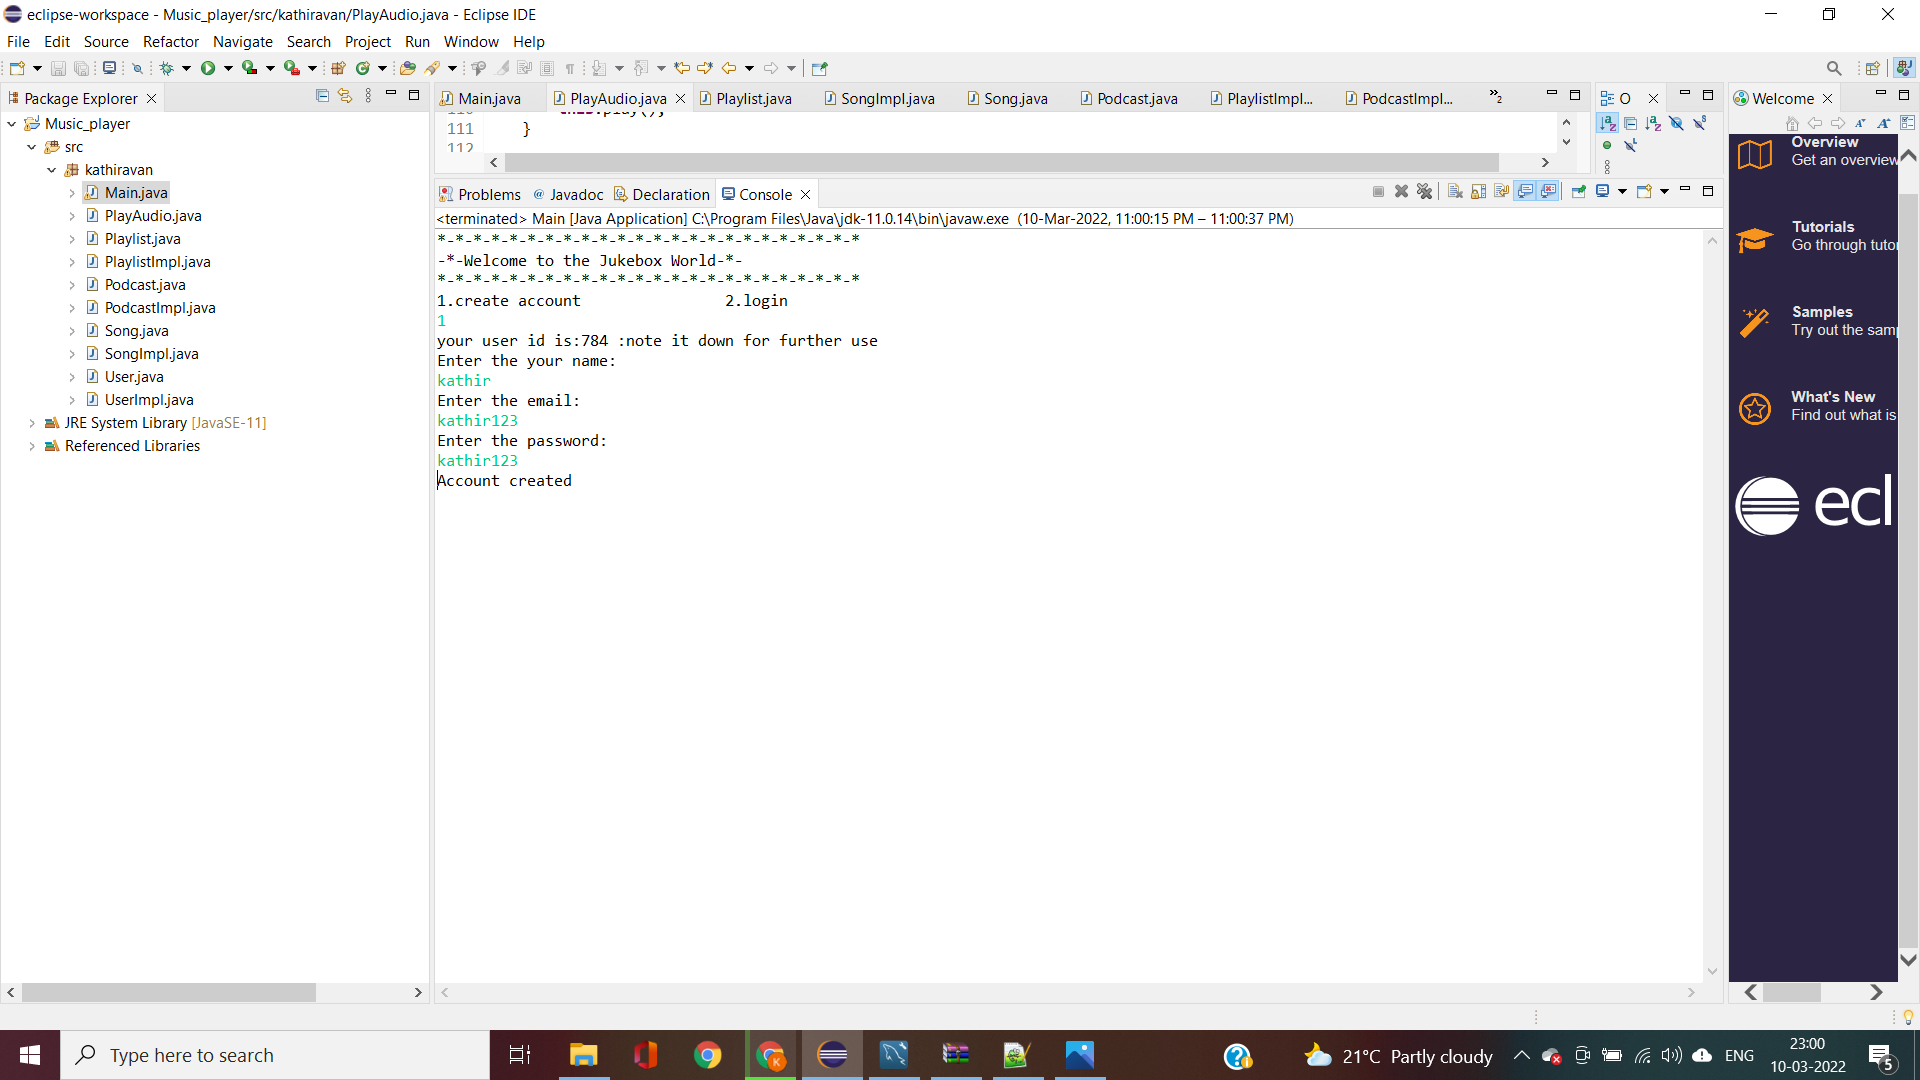 eclipse-workspace - Music_player/src/kathiravan/PlayAudio.java - Eclipse IDE
File Edit Source Refactor Navigate Search Project Run Window Help
Package Explorer
Music_player
src
kathiravan
Main.java
PlayAudio.java
Playlist.java
PlaylistImpl.java
Podcast.java
PodcastImpl.java
Song.java
SongImpl.java
User.java
UserImpl.java
JRE System Library [JavaSE-11]
Referenced Libraries
Main.java PlayAudio.java Playlist.java SongImpl.java Song.java Podcast.java PlaylistImpl... PodcastImpl... »2
111 }
112
Problems @ Javadoc Declaration Console
<terminated> Main [Java Application] C:\Program Files\Java\jdk-11.0.14\bin\javaw.exe (10-Mar-2022, 11:00:15 PM – 11:00:37 PM)
*-*-*-*-*-*-*-*-*-*-*-*-*-*-*-*-*-*-*-*-*-*-*-*
-*-Welcome to the Jukebox World-*-
*-*-*-*-*-*-*-*-*-*-*-*-*-*-*-*-*-*-*-*-*-*-*-*
1.create account 2.login
1
your user id is:784 :note it down for further use
Enter the your name:
kathir
Enter the email:
kathir123
Enter the password:
kathir123
Account created
O
Welcome
Overview
Get an overview
Tutorials
Go through tutor
Samples
Try out the sam
What's New
Find out what is
ecl
Type here to search
21°C Partly cloudy
ENG
23:00
10-03-2022
5